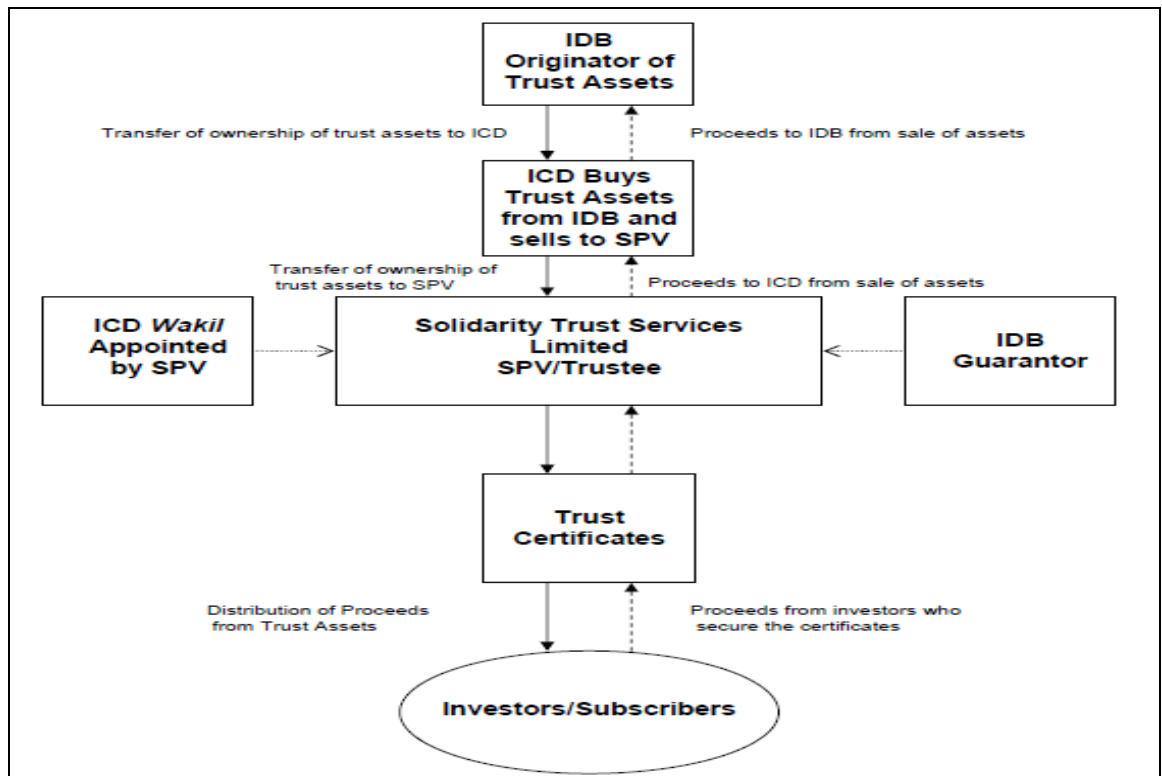 IDB
Originator of
Trust Assets
Transfer of ownership of trust assets to ICD
Proceeds to IDB from sale of assets
ICD Buys
Trust Assets
from IDB and
sells to SPV
Transfer of ownership of
trust assets to SPV
Proceeds to ICD from sale of assets
ICD Wakil
Appointed
by SPV
Solidarity Trust Services
Limited
SPV/Trustee
IDB
Guarantor
Trust
Certificates
Distribution of Proceeds
from Trust Assets
Proceeds from investors who
secure the certificates
Investors/Subscribers